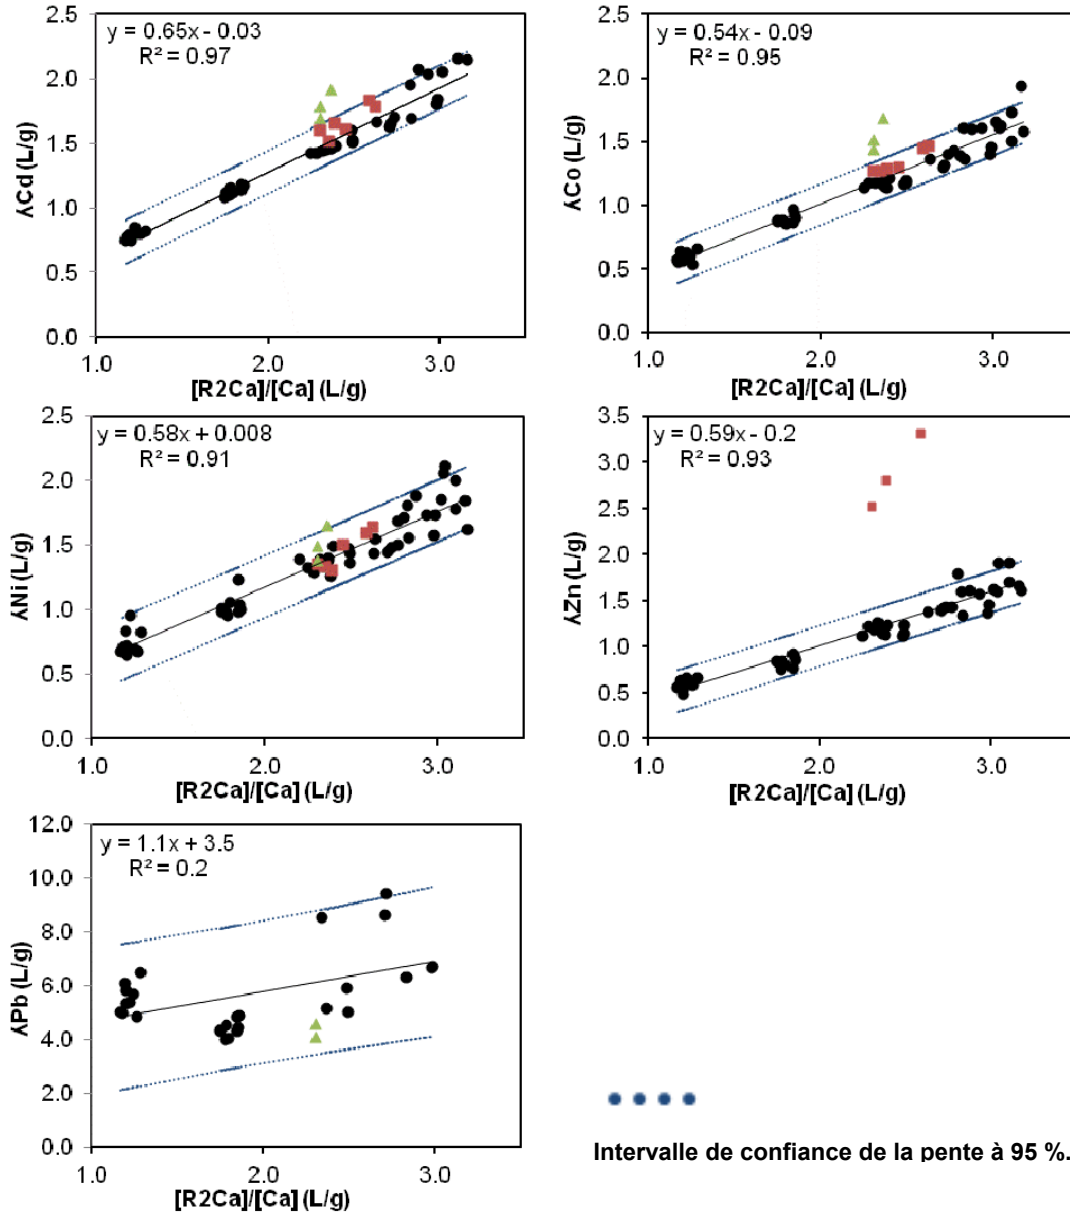 y = 0.65x - 0.03
R² = 0.97
2.5
2.0
1.5
1.0
0.5
0.0
ʎCd (L/g)
1.0 2.0 3.0
[R2Ca]/[Ca] (L/g)
y = 0.54x - 0.09
R² = 0.95
2.5
2.0
1.5
1.0
0.5
0.0
ʎCo (L/g)
1.0 2.0 3.0
[R2Ca]/[Ca] (L/g)
y = 0.58x + 0.008
R² = 0.91
2.5
2.0
1.5
1.0
0.5
0.0
ʎNi (L/g)
1.0 2.0 3.0
[R2Ca]/[Ca] (L/g)
y = 0.59x - 0.2
R² = 0.93
3.5
3.0
2.5
2.0
1.5
1.0
0.5
0.0
ʎZn (L/g)
1.0 2.0 3.0
[R2Ca]/[Ca] (L/g)
y = 1.1x + 3.5
R² = 0.2
12.0
10.0
8.0
6.0
4.0
2.0
0.0
ʎPb (L/g)
1.0 2.0 3.0
[R2Ca]/[Ca] (L/g)
Intervalle de confiance de la pente à 95 %.